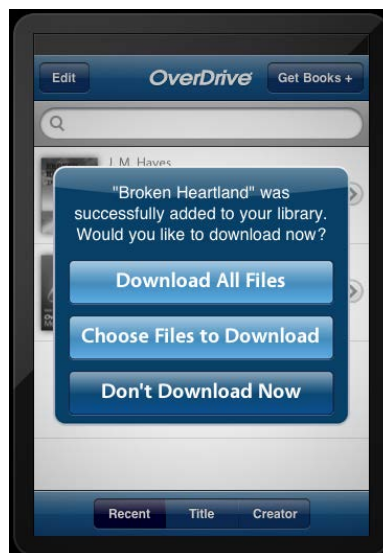 Edit
OverDrive
Get Books +
J. M. Hayes
"Broken Heartland" was
successfully added to your library.
Would you like to download now?
Download All Files
Choose Files to Download
Don't Download Now
Recent
Title
Creator